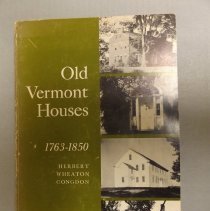 Old
Vermont
Houses
1763-1850
HERBERT
WHEATON
CONGDON